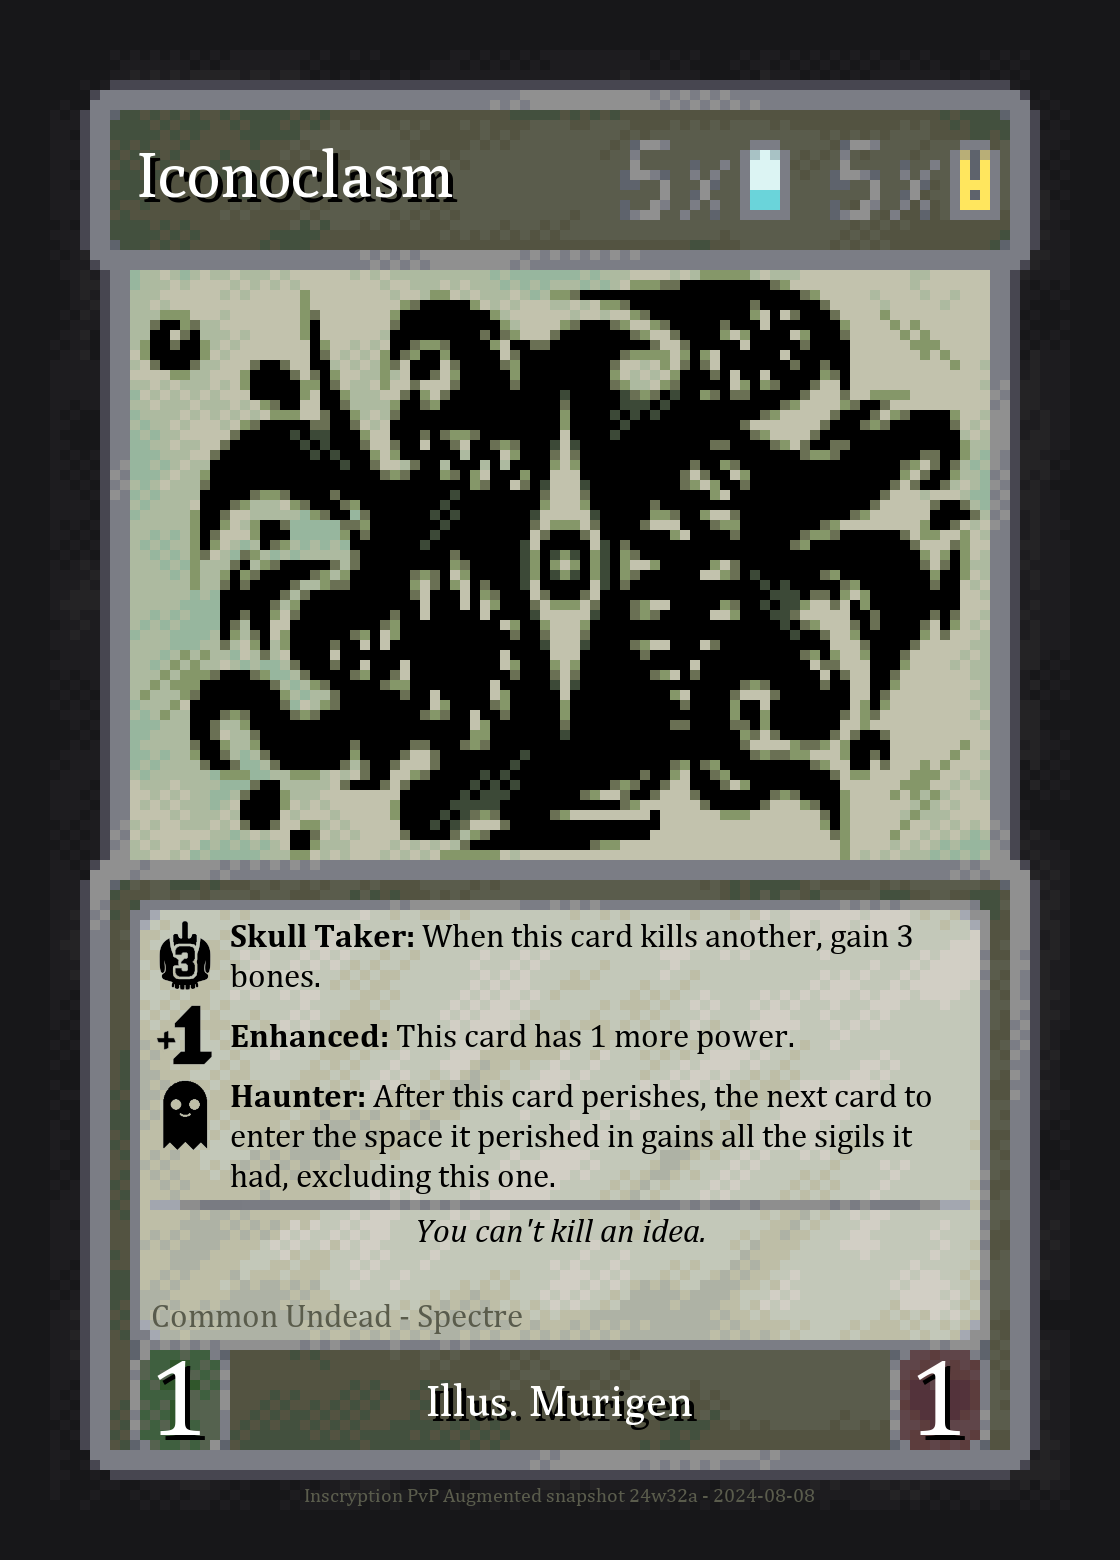 Iconoclasm 5x 5x
Skull Taker: When this card kills another, gain 3
bones.
3
+1
Enhanced: This card has 1 more power.
Haunter: After this card perishes, the next card to
enter the space it perished in gains all the sigils it
had, excluding this one.
You can't kill an idea.
Common Undead - Spectre
1 Illus. Murigen 1
Inscryption PvP Augmented snapshot 24w32a - 2024-08-08